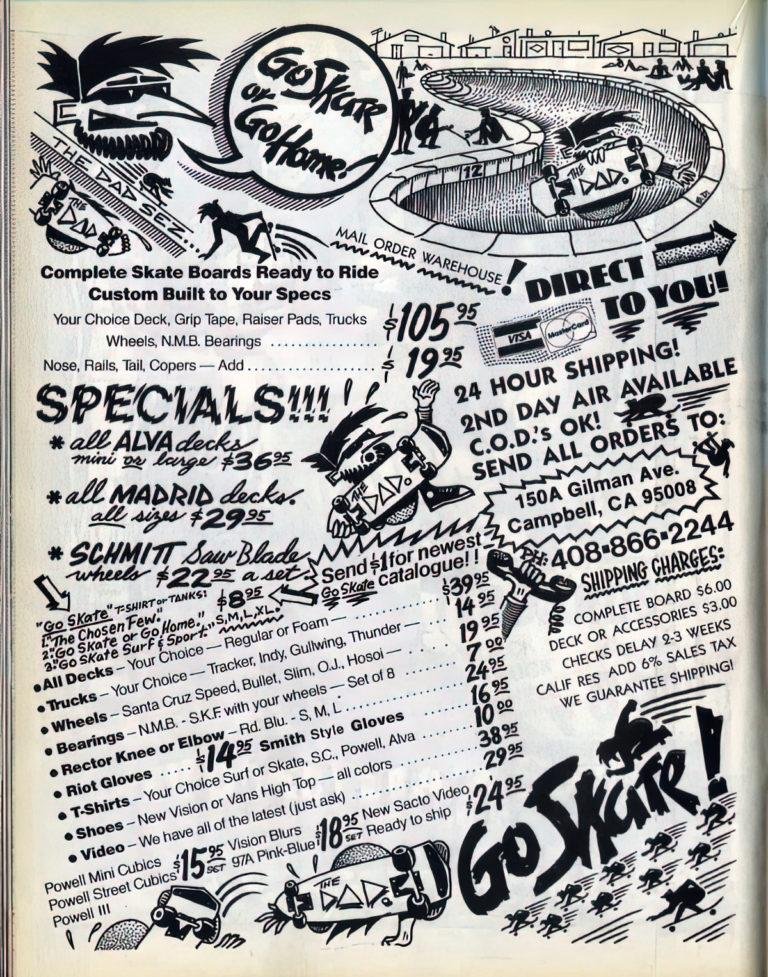 Go Skate
or
Go Home!
THE DAD SEZ...
THE
DAD.
12
THE
DAD.
MAIL ORDER WAREHOUSE!
DIRECT
TO YOU!
VISA
MasterCard
Complete Skate Boards Ready to Ride
Custom Built to Your Specs
Your Choice Deck, Grip Tape, Raiser Pads, Trucks
Wheels, N.M.B. Bearings .................. $105 95
Nose, Rails, Tail, Copers — Add .................. $19 95
SPECIALS!!!!!
* all ALVA decks
mini or large $36 95
* all MADRID decks.
all sizes $29 95
* SCHMITT Saw Blade
wheels $22 95 a set.
THE
DAD.
24 HOUR SHIPPING!
2ND DAY AIR AVAILABLE
C.O.D.'s OK!
SEND ALL ORDERS TO:
150A Gilman Ave.
Campbell, CA 95008
PH: 408-866-2244
Send $1 for newest
Go Skate catalogue!!
"Go Skate" T-SHIRT or TANKS: $8 95
1. "The Chosen Few." S, M, L, XL.
2. "Go Skate or Go Home."
3. "Go Skate Surf & Sport."
SHIPPING CHARGES:
COMPLETE BOARD $6.00
DECK OR ACCESSORIES $3.00
CHECKS DELAY 2-3 WEEKS
CALIF RES ADD 6% SALES TAX
WE GUARANTEE SHIPPING!
• All Decks – Your Choice – Regular or Foam – .......... $39 95
• Trucks – Your Choice – Tracker, Indy, Gullwing, Thunder – .......... 14 95
• Wheels – Santa Cruz Speed, Bullet, Slim, O.J., Hosoi – .......... 19 95
• Bearings – N.M.B. - S.K.F. with your wheels – Set of 8 .......... 7 00
• Rector Knee or Elbow – Rd. Blu. - S, M, L .......... 24 95
• Riot Gloves ..... $14 95 Smith Style Gloves .......... 16 95
• T-Shirts – Your Choice Surf or Skate, S.C., Powell, Alva .......... 10 00
• Shoes – New Vision or Vans High Top – all colors .......... 38 95
• Video – We have all of the latest (just ask) .......... 29 95
Powell Mini Cubics
Powell Street Cubics
Powell III
$15 95 SET
Vision Blurs
97A Pink-Blue
$18 95 SET
New Sacto Video
Ready to ship
$24 95
THE
DAD.
Go Skate!